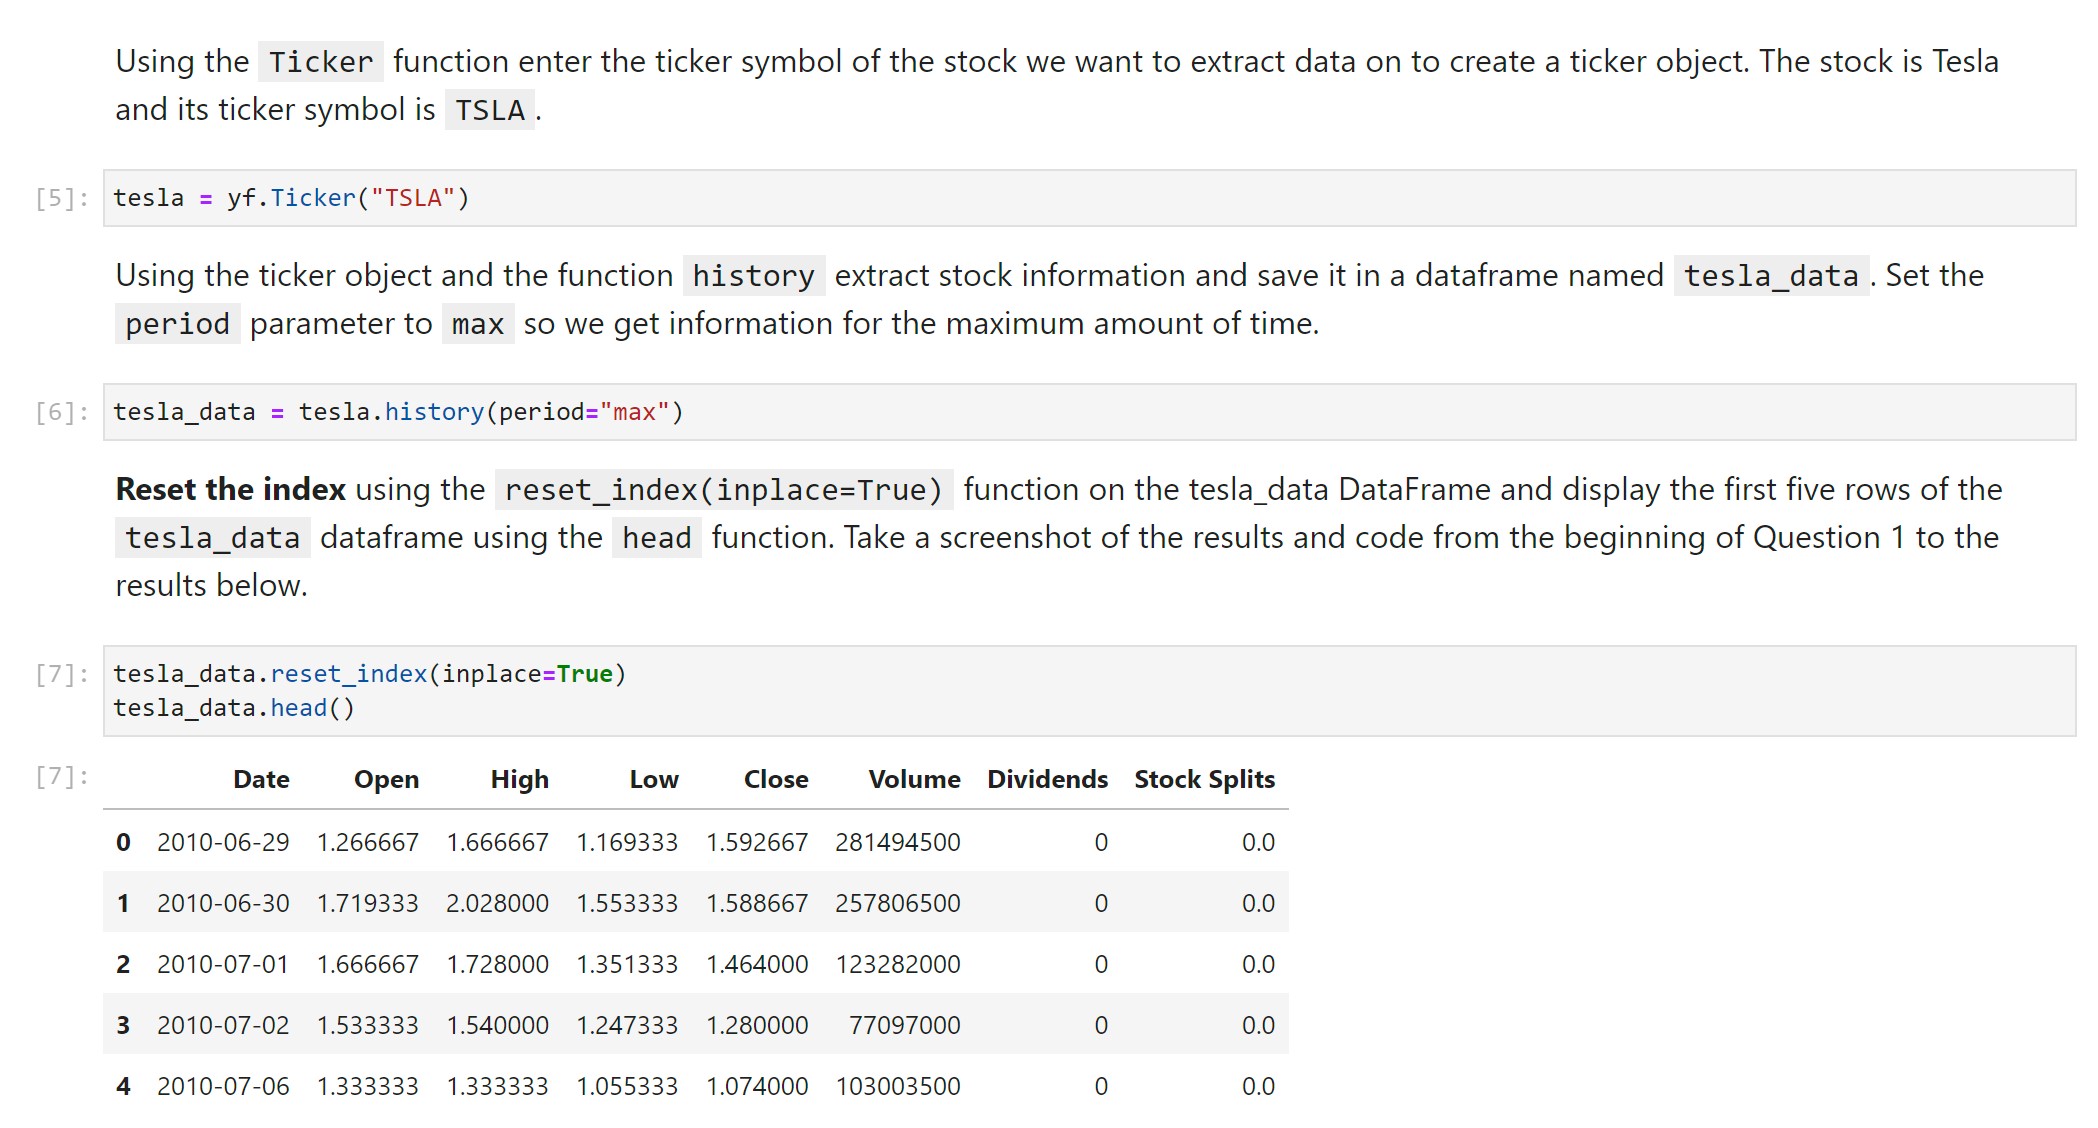 Using the Ticker function enter the ticker symbol of the stock we want to extract data on to create a ticker object. The stock is Tesla
and its ticker symbol is TSLA.
[5]: tesla = yf.Ticker("TSLA")
Using the ticker object and the function history extract stock information and save it in a dataframe named tesla_data. Set the
period parameter to max so we get information for the maximum amount of time.
[6]: tesla_data = tesla.history(period="max")
Reset the index using the reset_index(inplace=True) function on the tesla_data DataFrame and display the first five rows of the
tesla_data dataframe using the head function. Take a screenshot of the results and code from the beginning of Question 1 to the
results below.
[7]: tesla_data.reset_index(inplace=True)
tesla_data.head()
[7]: Date Open High Low Close Volume Dividends Stock Splits
0 2010-06-29 1.266667 1.666667 1.169333 1.592667 281494500 0 0.0
1 2010-06-30 1.719333 2.028000 1.553333 1.588667 257806500 0 0.0
2 2010-07-01 1.666667 1.728000 1.351333 1.464000 123282000 0 0.0
3 2010-07-02 1.533333 1.540000 1.247333 1.280000 77097000 0 0.0
4 2010-07-06 1.333333 1.333333 1.055333 1.074000 103003500 0 0.0